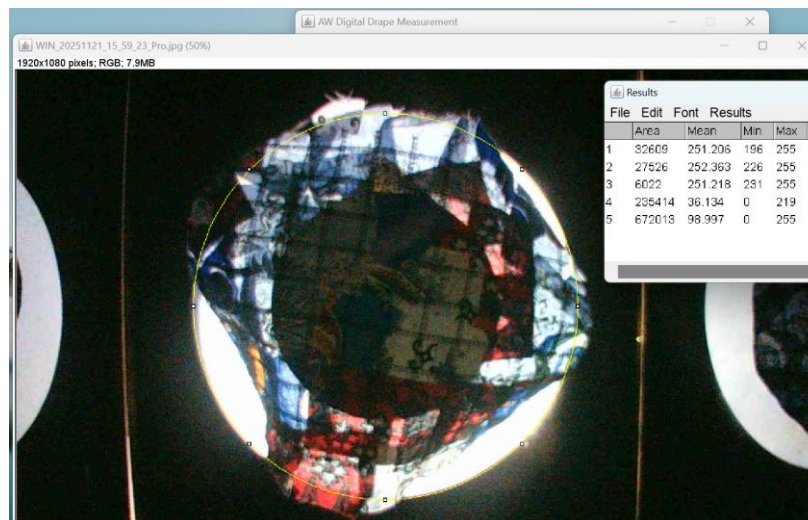 AW Digital Drape Measurement
WIN_20251121_15_59_23_Pro.jpg (50%)
1920x1080 pixels; RGB; 7.9MB
Results
File Edit Font Results
Area Mean Min Max
1 32609 251.206 196 255
2 27526 252.363 226 255
3 6022 251.218 231 255
4 235414 36.134 0 219
5 672013 98.997 0 255